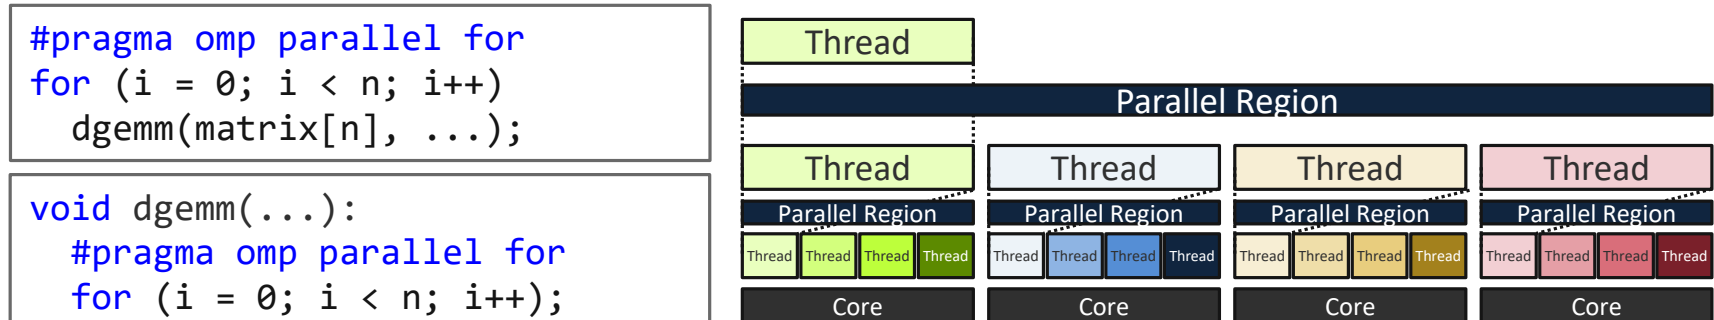 #pragma omp parallel for
for (i = 0; i < n; i++)
dgemm(matrix[n], ...);
void dgemm(...):
#pragma omp parallel for
for (i = 0; i < n; i++);
Thread
Parallel Region
Thread Thread Thread Thread
Parallel Region Parallel Region Parallel Region Parallel Region
Thread Thread Thread Thread Thread Thread Thread Thread Thread Thread Thread Thread Thread Thread Thread Thread
Core Core Core Core